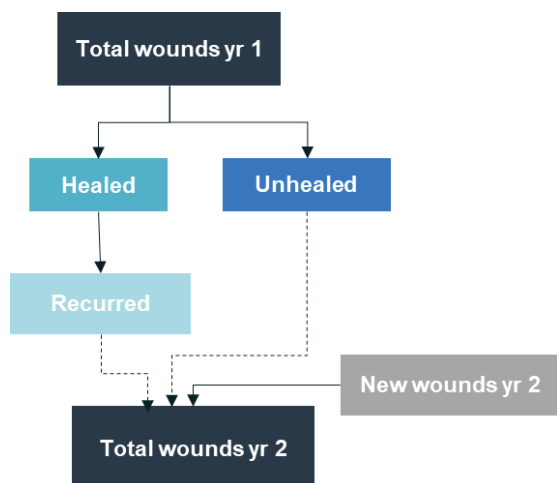 Total wounds yr 1
Healed
Unhealed
Recurred
New wounds yr 2
Total wounds yr 2